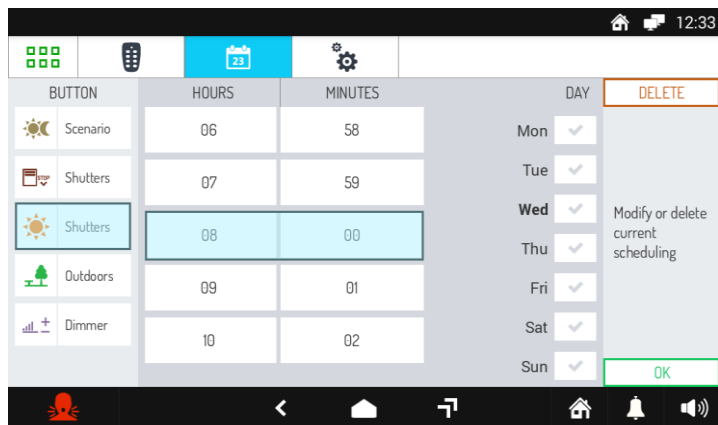 12:33
23
BUTTON HOURS MINUTES DAY DELETE
Scenario 06 58 Mon
STOP Shutters 07 59 Tue
Shutters 08 00 Wed
Outdoors 09 01 Thu
Dimmer 10 02 Fri
Sat
Sun
Modify or delete
current
scheduling
OK